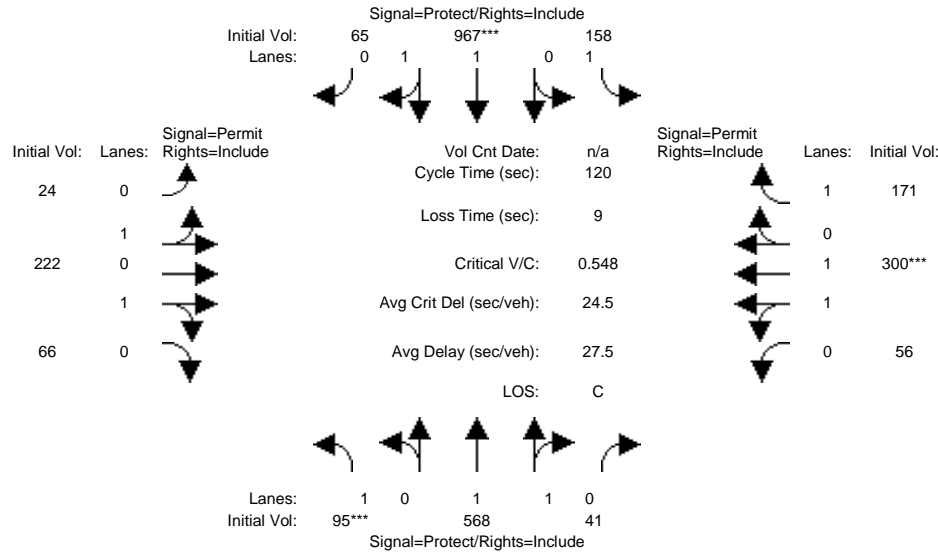 Signal=Protect/Rights=Include
Initial Vol: 65 967*** 158
Lanes: 0 1 1 0 1
Signal=Permit
Initial Vol: Lanes: Rights=Include
Vol Cnt Date: n/a
Signal=Permit
Rights=Include Lanes: Initial Vol:
Cycle Time (sec): 120
24 0
1 171
Loss Time (sec): 9
1
0
222 0
Critical V/C: 0.548
1 300***
1
Avg Crit Del (sec/veh): 24.5
1
66 0
Avg Delay (sec/veh): 27.5
0 56
LOS: C
Lanes: 1 0 1 1 0
Initial Vol: 95*** 568 41
Signal=Protect/Rights=Include